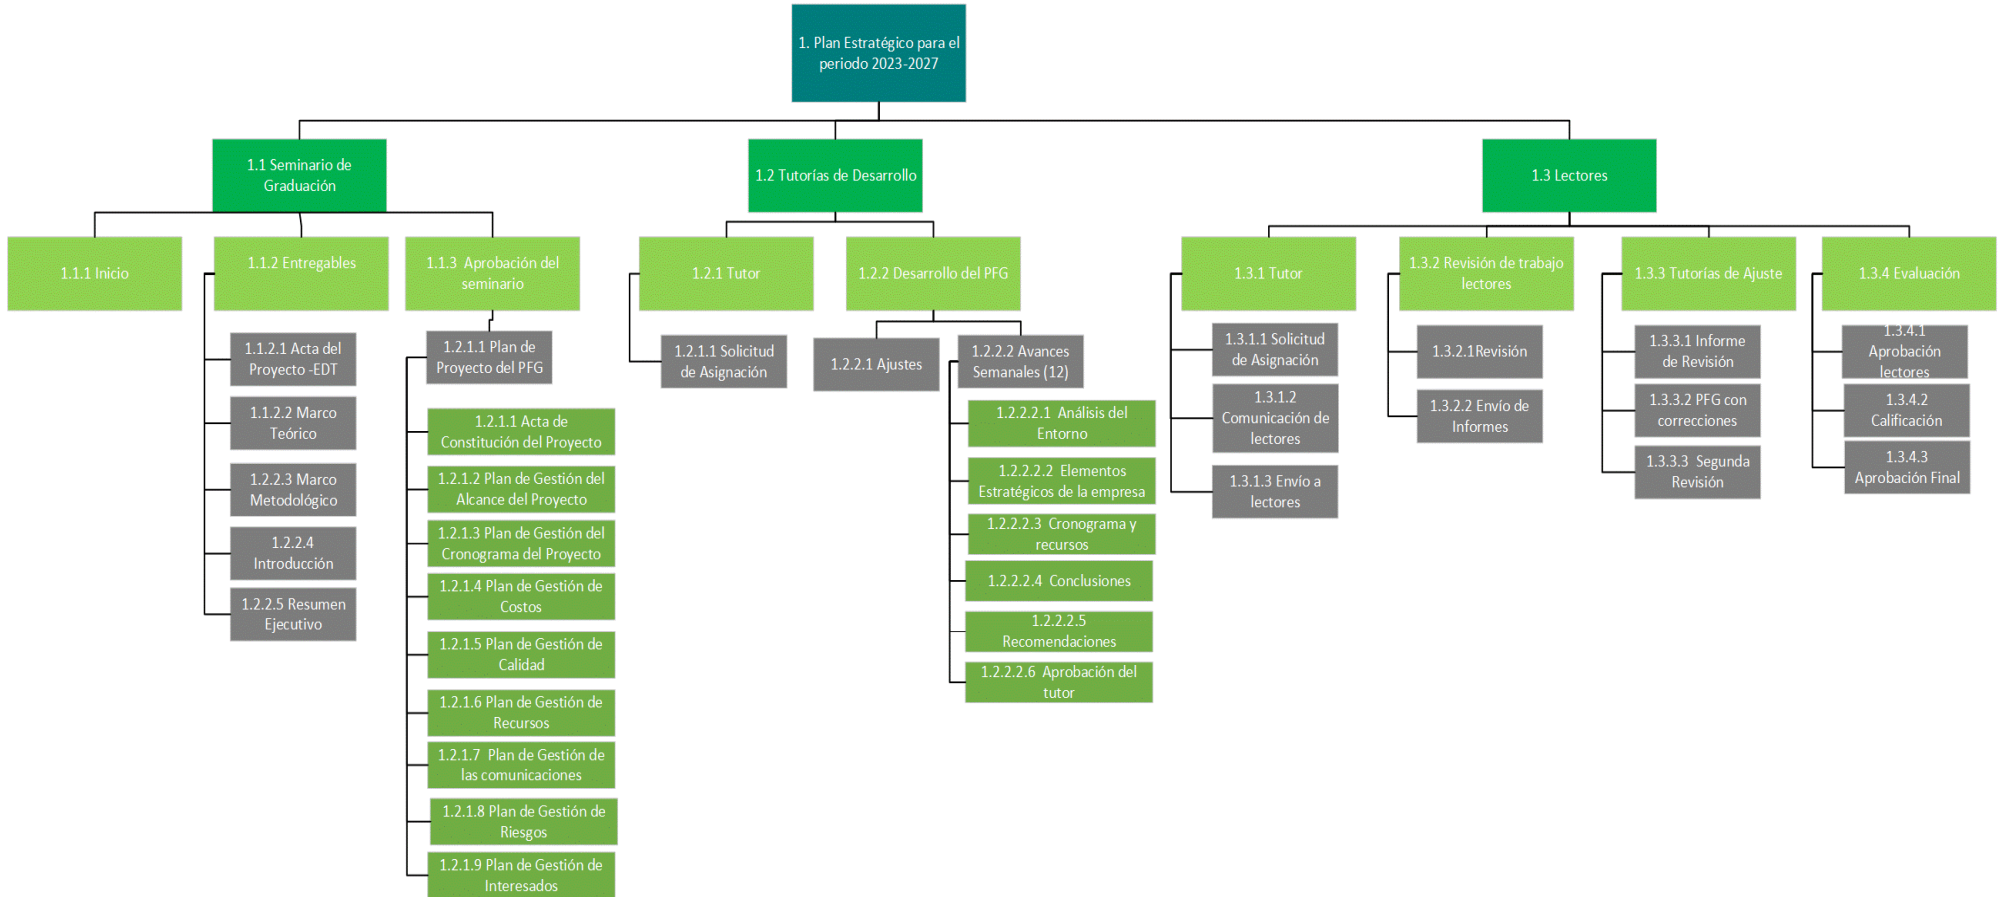 1. Plan Estratégico para el
periodo 2023-2027
1.1 Seminario de
Graduación
1.2 Tutorías de Desarrollo
1.3 Lectores
1.1.1 Inicio
1.1.2 Entregables
1.1.3 Aprobación del
seminario
1.2.1 Tutor
1.2.2 Desarrollo del PFG
1.3.1 Tutor
1.3.2 Revisión de trabajo
lectores
1.3.3 Tutorías de Ajuste
1.3.4 Evaluación
1.1.2.1 Acta del
Proyecto -EDT
1.1.2.2 Marco
Teórico
1.2.2.3 Marco
Metodológico
1.2.2.4
Introducción
1.2.2.5 Resumen
Ejecutivo
1.2.1.1 Plan de
Proyecto del PFG
1.2.1.1 Acta de
Constitución del Proyecto
1.2.1.2 Plan de Gestión del
Alcance del Proyecto
1.2.1.3 Plan de Gestión del
Cronograma del Proyecto
1.2.1.4 Plan de Gestión de
Costos
1.2.1.5 Plan de Gestión de
Calidad
1.2.1.6 Plan de Gestión de
Recursos
1.2.1.7 Plan de Gestión de
las comunicaciones
1.2.1.8 Plan de Gestión de
Riesgos
1.2.1.9 Plan de Gestión de
Interesados
1.2.1.1 Solicitud
de Asignación
1.2.2.1 Ajustes
1.2.2.2 Avances
Semanales (12)
1.2.2.2.1 Análisis del
Entorno
1.2.2.2.2 Elementos
Estratégicos de la empresa
1.2.2.2.3 Cronograma y
recursos
1.2.2.2.4 Conclusiones
1.2.2.2.5
Recomendaciones
1.2.2.2.6 Aprobación del
tutor
1.3.1.1 Solicitud
de Asignación
1.3.1.2
Comunicación de
lectores
1.3.1.3 Envío a
lectores
1.3.2.1Revisión
1.3.2.2 Envío de
Informes
1.3.3.1 Informe
de Revisión
1.3.3.2 PFG con
correcciones
1.3.3.3 Segunda
Revisión
1.3.4.1
Aprobación
lectores
1.3.4.2
Calificación
1.3.4.3
Aprobación Final